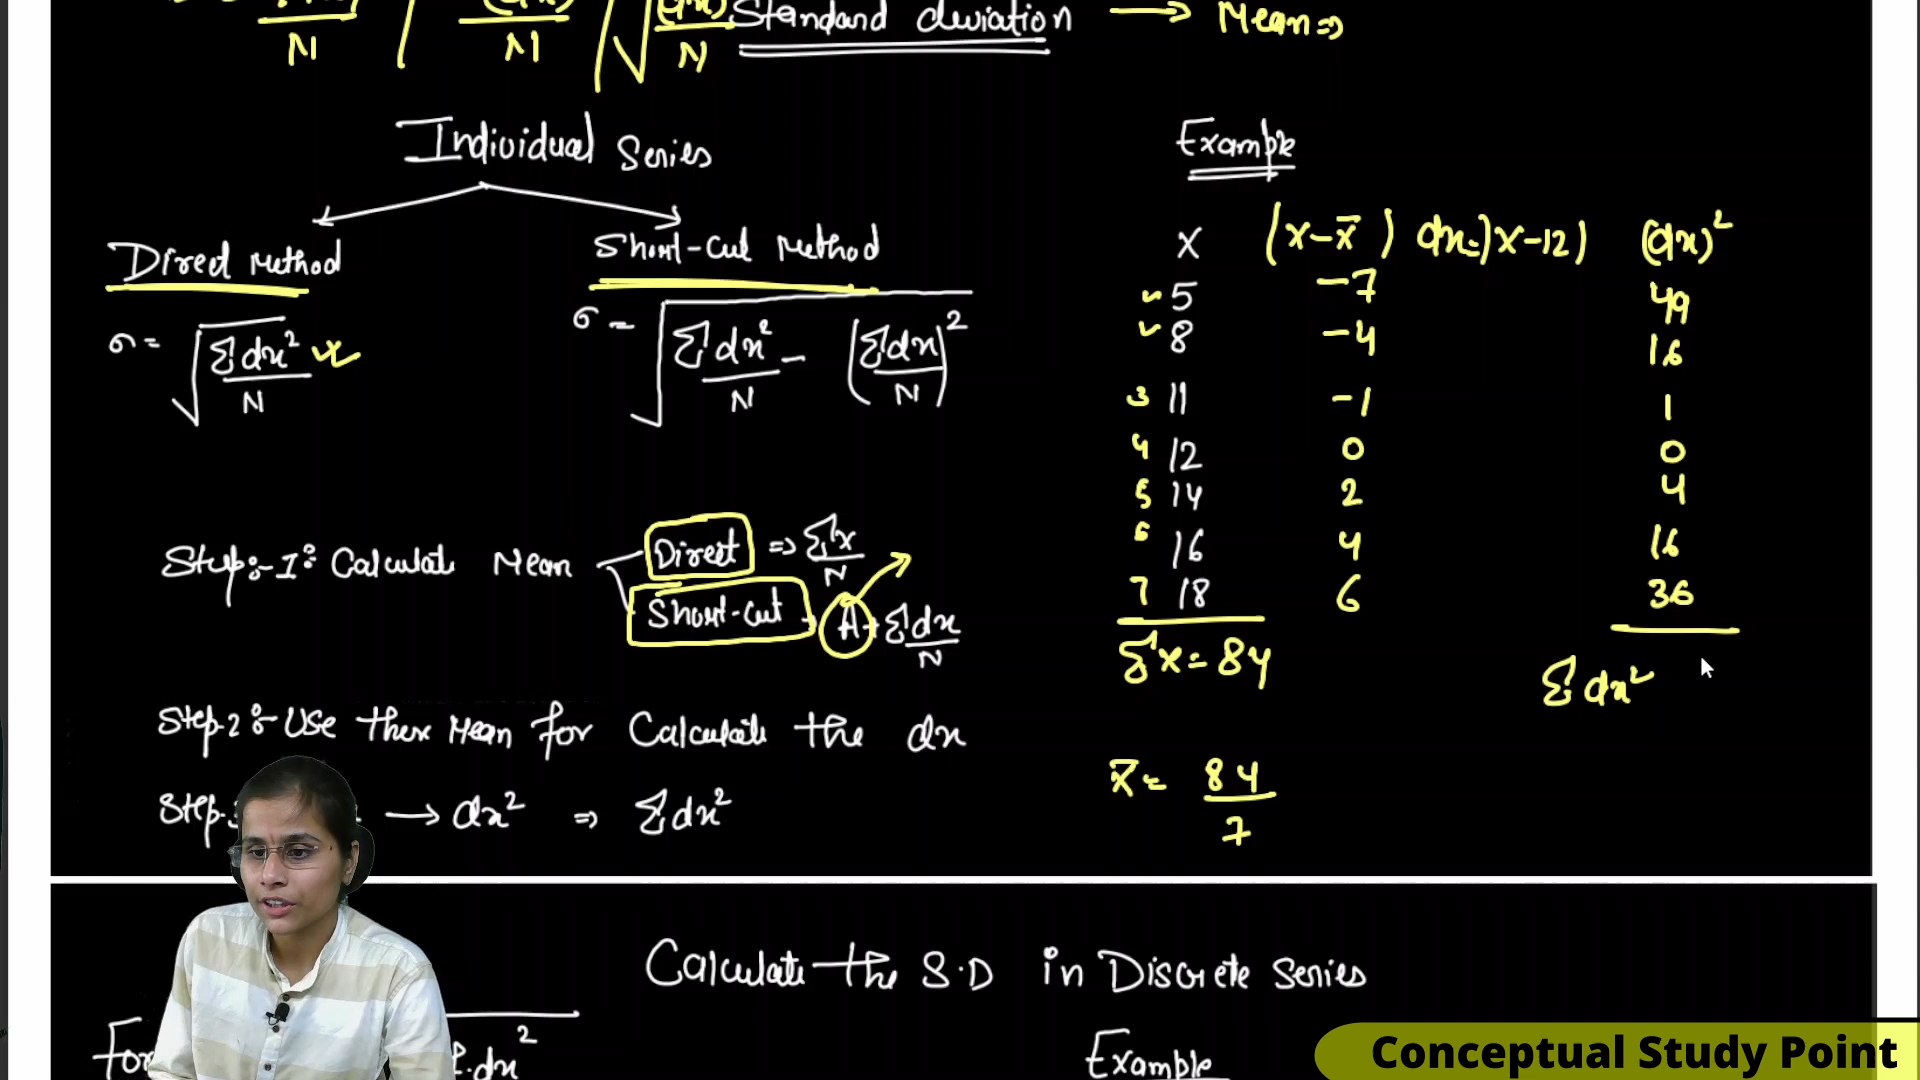 N N N Standard deviation → Mean ⇒
Individual Series
Direct Method
σ = √ Σdx² / N
Short-Cut Method
σ = √ Σdx² / N - (Σdx / N)²
Step:-I: Calculate Mean
Direct ⇒ Σx / N
Short-cut → A + Σdx / N
Step-2:- Use Mean for Calculate the dx
Step → dx² ⇒ Σdx²
Example
X (x-x̄) dx=(x-12) (dx)²
5 -7 49
8 -4 16
3 11 -1 1
4 12 0 0
5 14 2 4
6 16 4 16
7 18 6 36
Σx = 84
Σdx²
x̄ = 84 / 7
Calculate the S.D in Discrete Series
For
dx²
Example
Conceptual Study Point